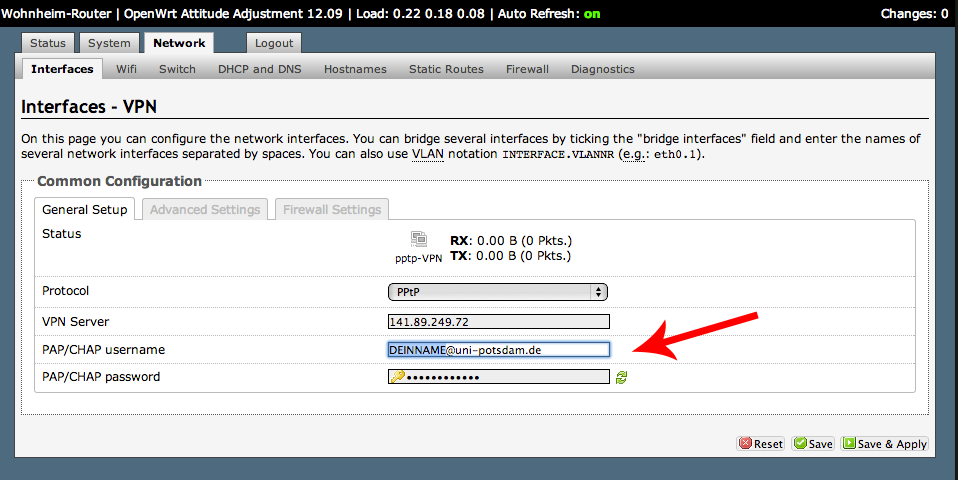 Wohnheim-Router | OpenWrt Attitude Adjustment 12.09 | Load: 0.22 0.18 0.08 | Auto Refresh: on Changes: 0
Status System Network Logout
Interfaces Wifi Switch DHCP and DNS Hostnames Static Routes Firewall Diagnostics
Interfaces - VPN
On this page you can configure the network interfaces. You can bridge several interfaces by ticking the "bridge interfaces" field and enter the names of
several network interfaces separated by spaces. You can also use VLAN notation INTERFACE.VLANNR (e.g.: eth0.1).
Common Configuration
General Setup Advanced Settings Firewall Settings
Status
RX: 0.00 B (0 Pkts.)
pptp-VPN TX: 0.00 B (0 Pkts.)
Protocol PPtP
VPN Server 141.89.249.72
PAP/CHAP username DEINNAME@uni-potsdam.de
PAP/CHAP password ••••••••••••
Reset Save Save & Apply